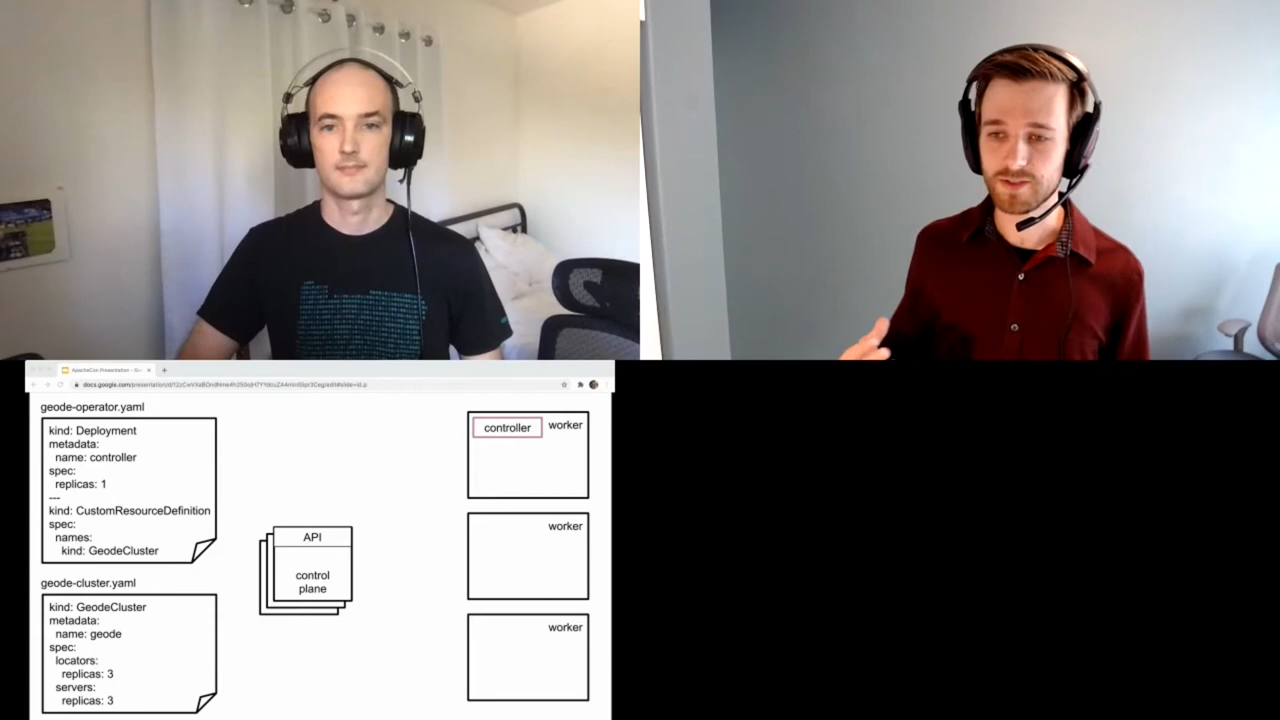 ApacheCon Presentation - 
geode-operator.yaml
kind: Deployment
metadata:
name: controller
spec:
replicas: 1
---
kind: CustomResourceDefinition
spec:
names:
kind: GeodeCluster
geode-cluster.yaml
kind: GeodeCluster
metadata:
name: geode
spec:
locators:
replicas: 3
servers:
replicas: 3
API
control
plane
controller
worker
worker
worker